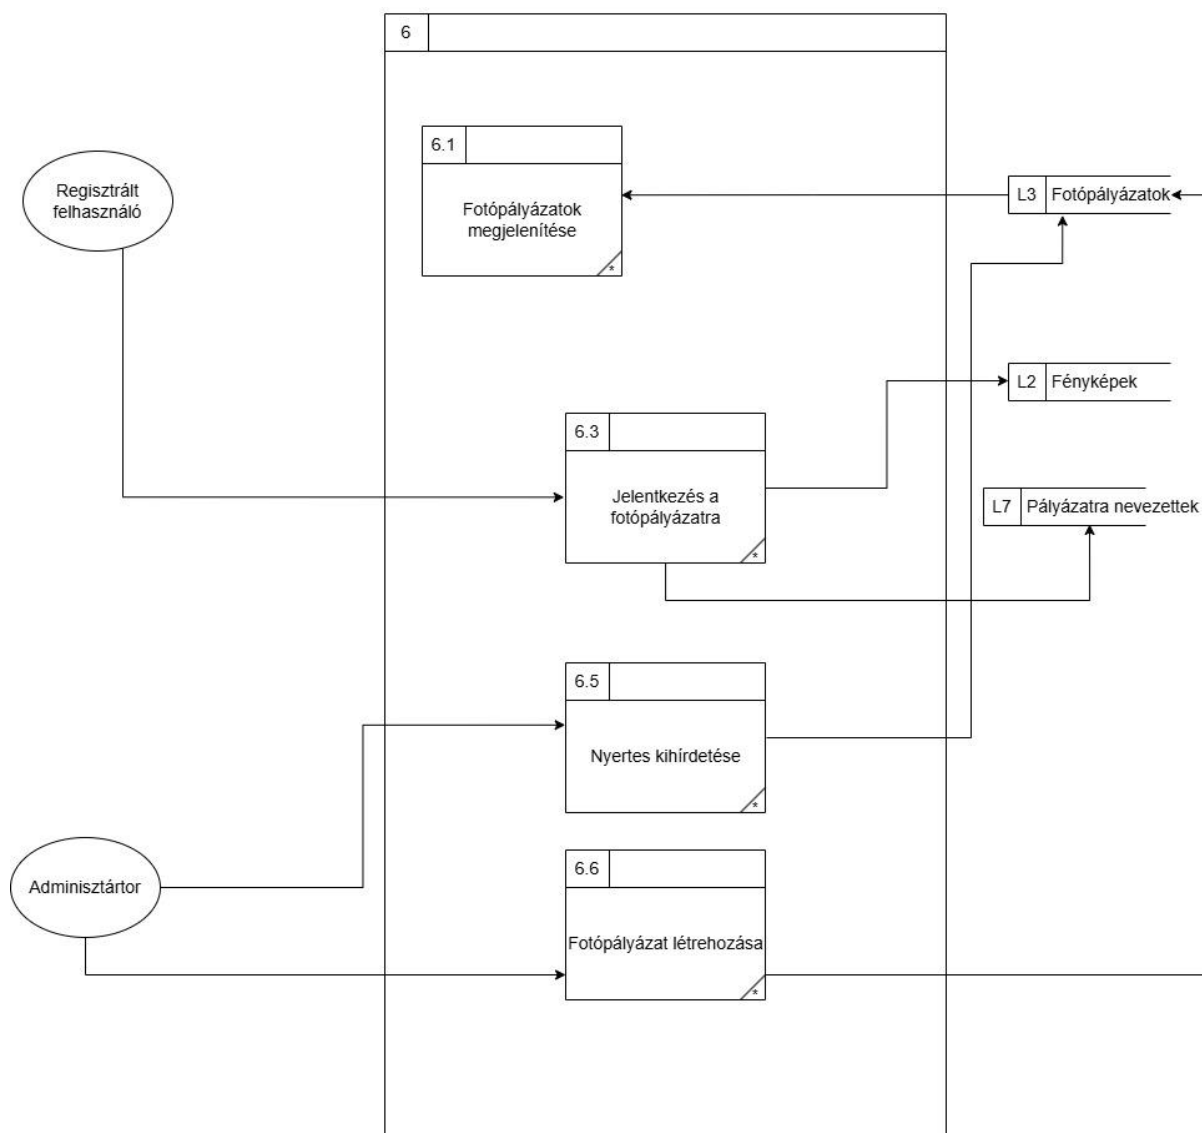 6
6.1
Regisztrált
felhasználó
Fotópályázatok
megjelenítése
*
L3 Fotópályázatok
L2 Fényképek
6.3
Jelentkezés a
fotópályázatra
*
L7 Pályázatra nevezettek
6.5
Nyertes kihírdetése
*
Adminisztártor
6.6
Fotópályázat létrehozása
*